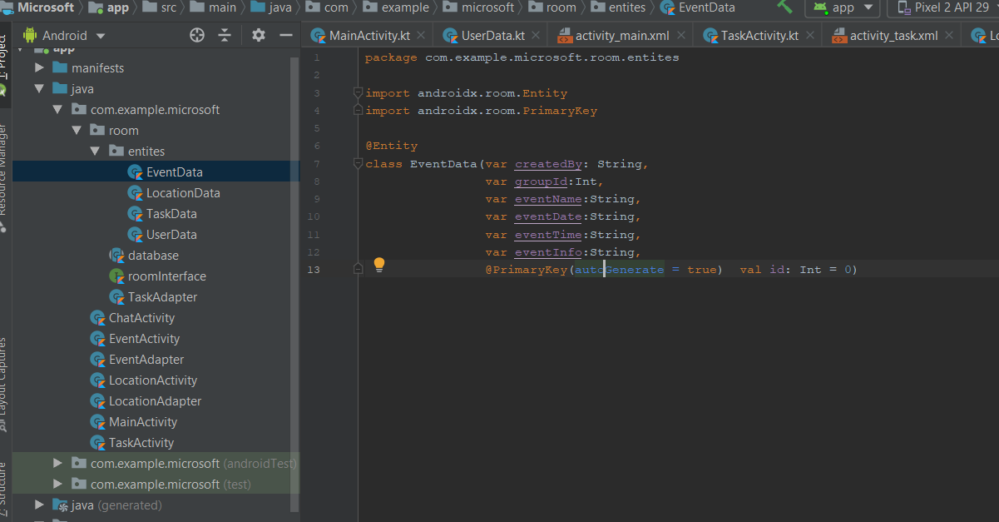 Microsoft app src main java com example microsoft room entites EventData app Pixel 2 API 29
Android MainActivity.kt UserData.kt activity_main.xml TaskActivity.kt activity_task.xml
1: Project
Resource Manager
Layout Captures
7: Structure
app
manifests
java
com.example.microsoft
room
entites
EventData
LocationData
TaskData
UserData
database
roomInterface
TaskAdapter
ChatActivity
EventActivity
EventAdapter
LocationActivity
LocationAdapter
MainActivity
TaskActivity
com.example.microsoft (androidTest)
com.example.microsoft (test)
java (generated)
1 package com.example.microsoft.room.entites
2
3 import androidx.room.Entity
4 import androidx.room.PrimaryKey
5
6 @Entity
7 class EventData(var createdBy: String,
8 var groupId:Int,
9 var eventName:String,
10 var eventDate:String,
11 var eventTime:String,
12 var eventInfo:String,
13 @PrimaryKey(autoGenerate = true) val id: Int = 0)